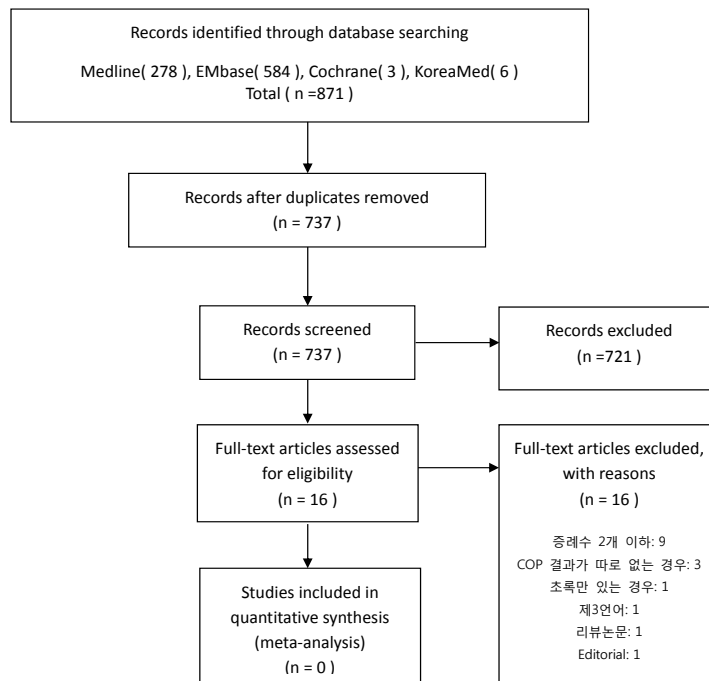 Records identified through database searching
Medline( 278 ), EMbase( 584 ), Cochrane( 3 ), KoreaMed( 6 )
Total ( n =871 )
Records after duplicates removed
(n = 737 )
Records screened
(n = 737 )
Records excluded
(n =721 )
Full-text articles assessed
for eligibility
(n = 16 )
Full-text articles excluded,
with reasons
(n = 16 )
증례수 2개 이하: 9
COP 결과가 따로 없는 경우: 3
초록만 있는 경우: 1
제3언어: 1
리뷰논문: 1
Editorial: 1
Studies included in
quantitative synthesis
(meta-analysis)
(n = 0 )